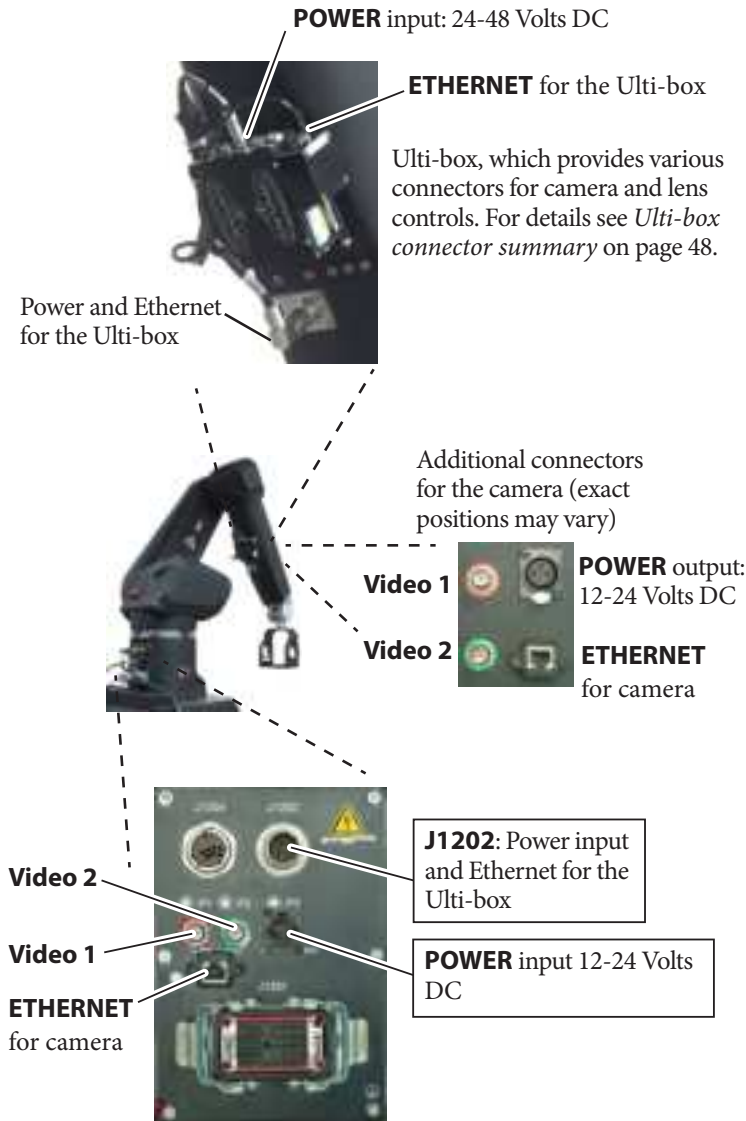 POWER input: 24-48 Volts DC
ETHERNET for the Ulti-box
Ulti-box, which provides various
connectors for camera and lens
controls. For details see Ulti-box
connector summary on page 48.
Power and Ethernet
for the Ulti-box
Additional connectors
for the camera (exact
positions may vary)
Video 1
POWER output:
12-24 Volts DC
Video 2
ETHERNET
for camera
J1202: Power input
and Ethernet for the
Ulti-box
Video 2
Video 1
POWER input 12-24 Volts
DC
ETHERNET
for camera